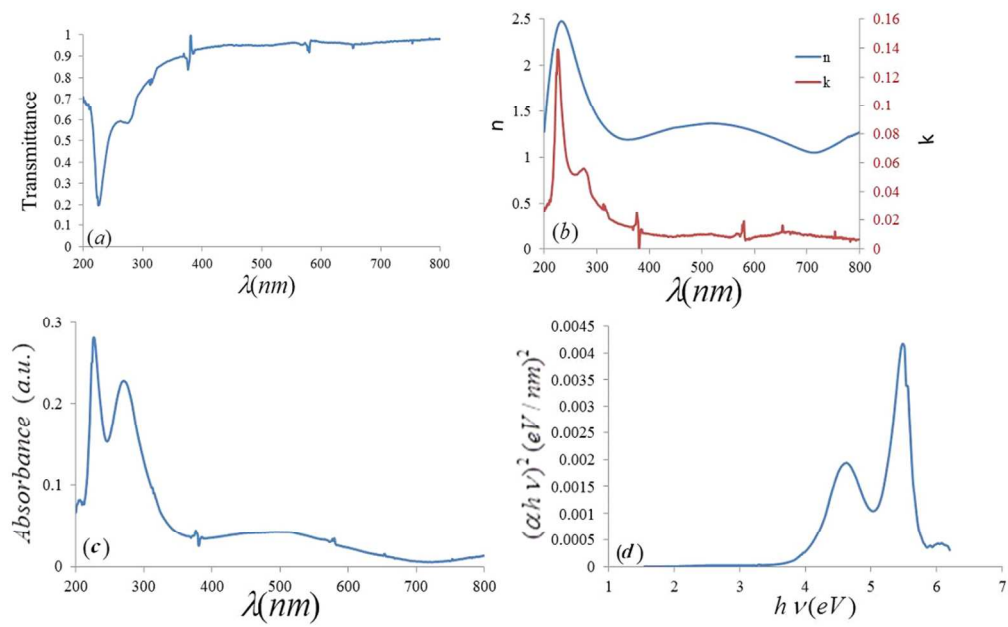 1
0.9
0.8
0.7
0.6
0.5
0.4
0.3
0.2
0.1
0
Transmittance
(a)
200 300 400 500 600 700 800
λ(nm)
2.5
2
1.5
1
0.5
0
n
0.16
0.14
0.12
0.10
0.08
0.06
0.04
0.02
0
k
n
k
(b)
200 300 400 500 600 700 800
λ(nm)
0.3
0.2
0.1
0
Absorbance (a.u.)
(c)
200 300 400 500 600 700 800
λ(nm)
0.0045
0.004
0.0035
0.003
0.0025
0.002
0.0015
0.001
0.0005
0
(αhν)² (eV/nm)²
(d)
1 2 3 4 5 6 7
hν(eV)